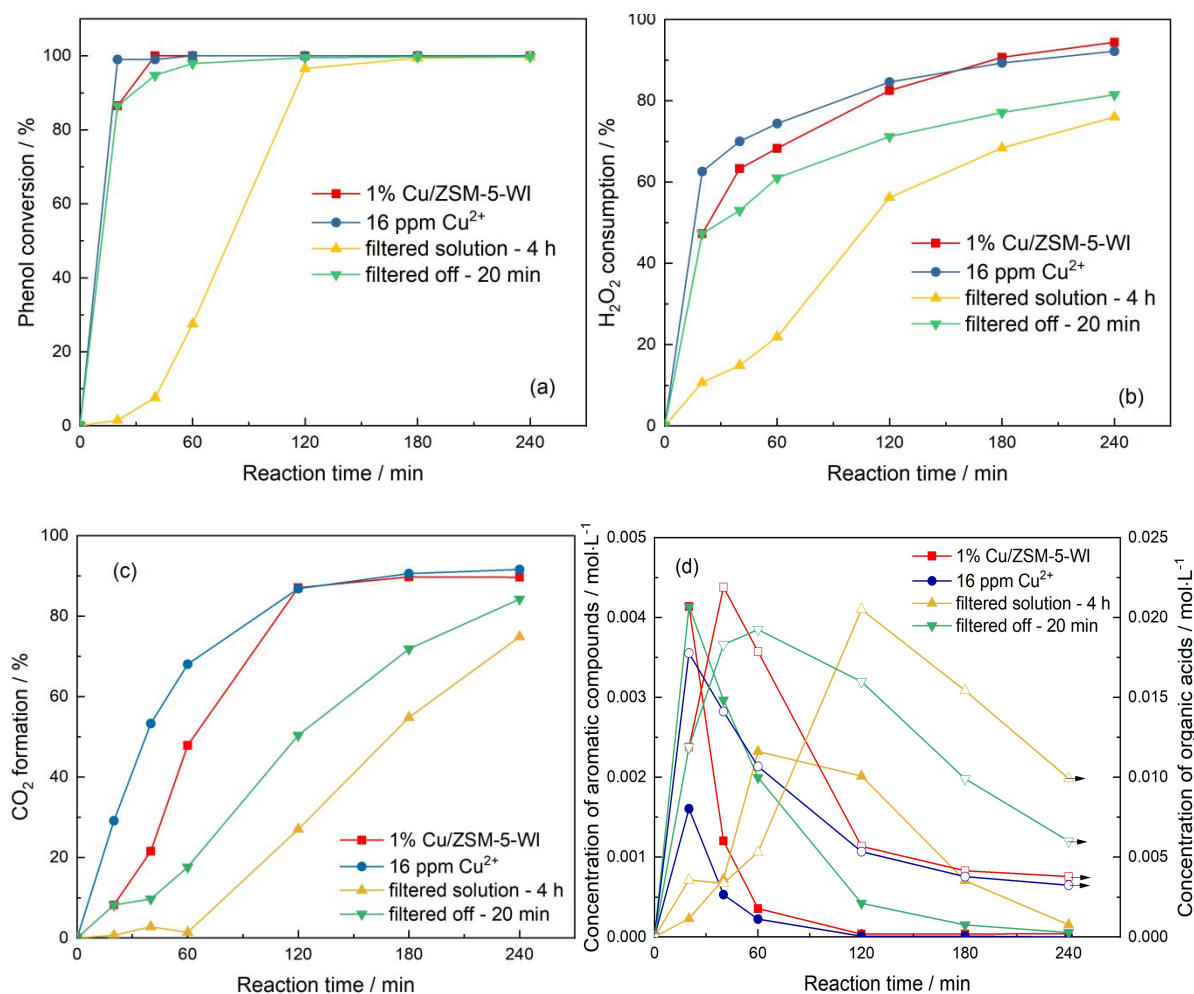 100
80
60
40
20
0
Phenol conversion / %
1% Cu/ZSM-5-WI
16 ppm Cu²⁺
filtered solution - 4 h
filtered off - 20 min
(a)
0 60 120 180 240
Reaction time / min
100
80
60
40
20
0
H₂O₂ consumption / %
1% Cu/ZSM-5-WI
16 ppm Cu²⁺
filtered solution - 4 h
filtered off - 20 min
(b)
0 60 120 180 240
Reaction time / min
100
80
60
40
20
0
CO₂ formation / %
(c)
1% Cu/ZSM-5-WI
16 ppm Cu²⁺
filtered solution - 4 h
filtered off - 20 min
0 60 120 180 240
Reaction time / min
0.005
0.004
0.003
0.002
0.001
0.000
Concentration of aromatic compounds / mol·L⁻¹
(d)
1% Cu/ZSM-5-WI
16 ppm Cu²⁺
filtered solution - 4 h
filtered off - 20 min
0.025
0.020
0.015
0.010
0.005
0.000
Concentration of organic acids / mol·L⁻¹
0 60 120 180 240
Reaction time / min